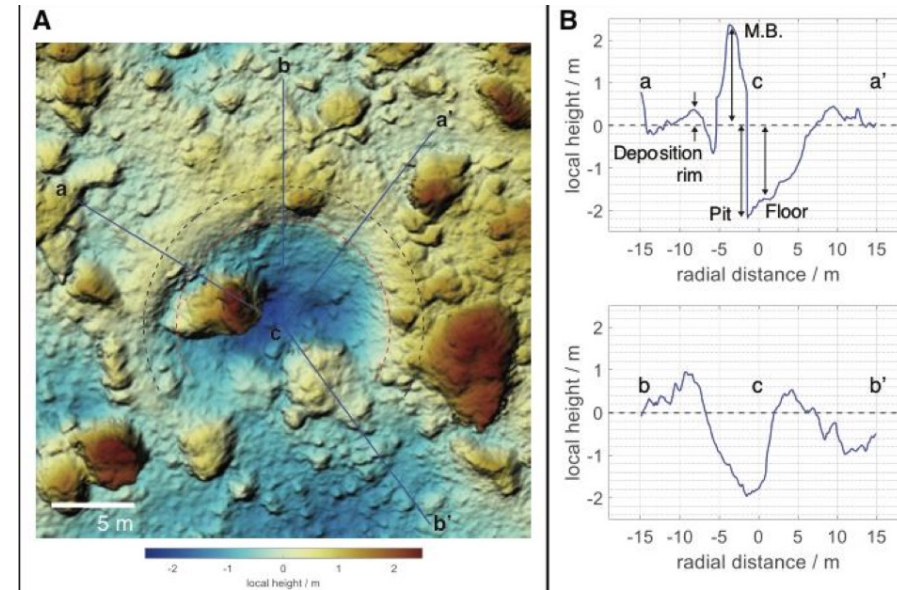 A
b
a'
a
c
b'
5 m
-2 -1 0 1 2
local height / m
B
local height / m
2
1
0
-1
-2
a
M.B.
c
a'
Deposition
rim
Pit
Floor
-15 -10 -5 0 5 10 15
radial distance / m
local height / m
2
1
0
-1
-2
b
c
b'
-15 -10 -5 0 5 10 15
radial distance / m